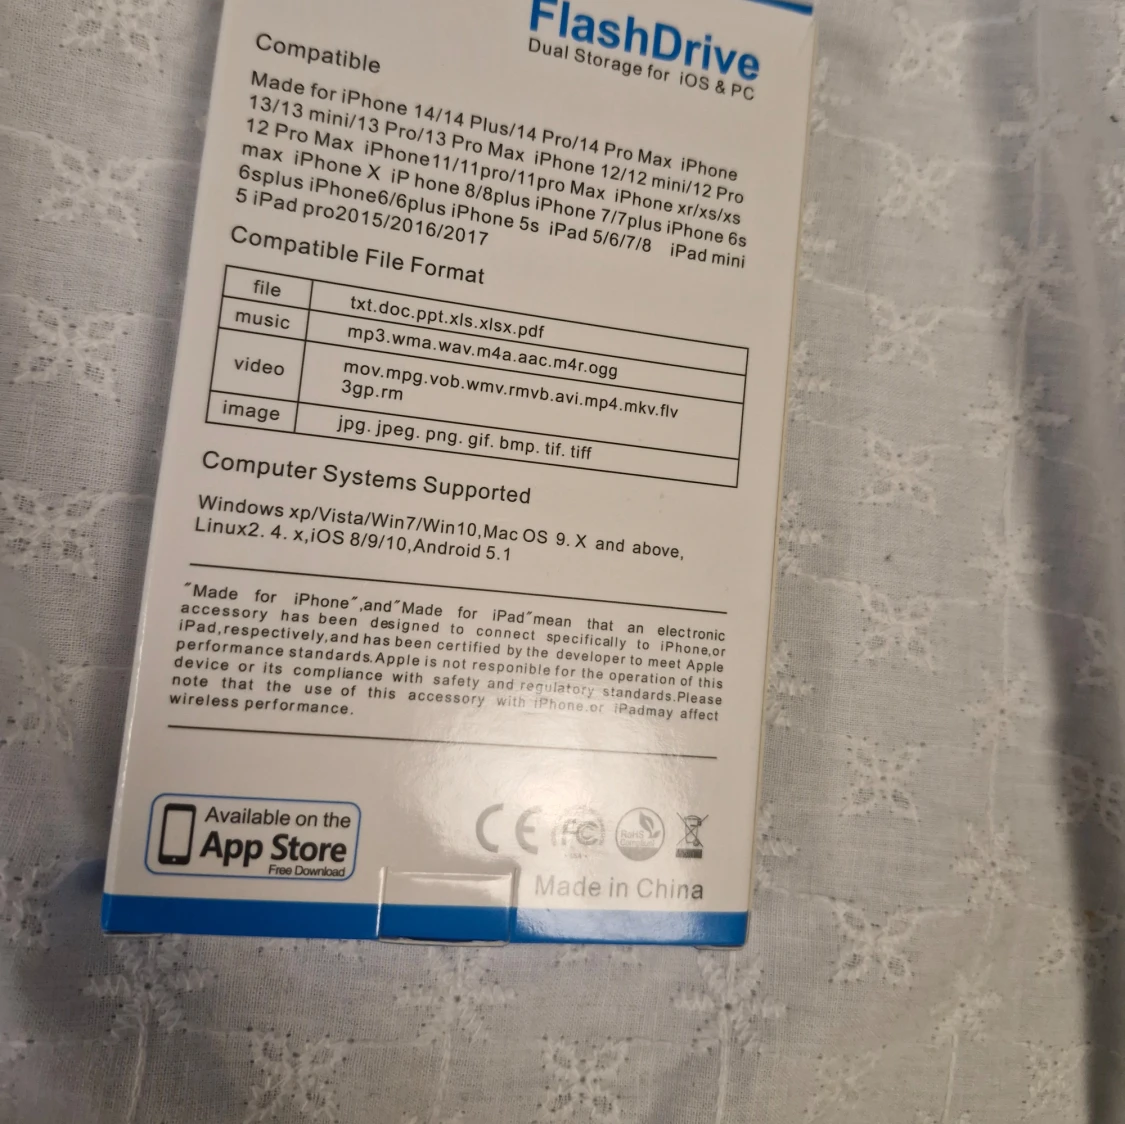 FlashDrive
Dual Storage for iOS & PC
Compatible
Made for iPhone 14/14 Plus/14 Pro/14 Pro Max iPhone
13/13 mini/13 Pro/13 Pro Max iPhone 12/12 mini/12 Pro
12 Pro Max iPhone11/11pro/11pro Max iPhone xr/xs/xs
max iPhone X iP hone 8/8plus iPhone 7/7plus iPhone 6s
6splus iPhone6/6plus iPhone 5s iPad 5/6/7/8 iPad mini
5 iPad pro2015/2016/2017
Compatible File Format
file txt.doc.ppt.xls.xlsx.pdf
music mp3.wma.wav.m4a.aac.m4r.ogg
video mov.mpg.vob.wmv.rmvb.avi.mp4.mkv.flv
3gp.rm
image jpg. jpeg. png. gif. bmp. tif. tiff
Computer Systems Supported
Windows xp/Vista/Win7/Win10,Mac OS 9. X and above,
Linux2. 4. x,iOS 8/9/10,Android 5.1
"Made for iPhone",and"Made for iPad"mean that an electronic
accessory has been designed to connect specifically to iPhone,or
iPad,respectively,and has been certified by the developer to meet Apple
performance standards.Apple is not responible for the operation of this
device or its compliance with safety and regulatory standards.Please
note that the use of this accessory with iPhone.or iPadmay affect
wireless performance.
Available on the
App Store
Free Download
CE FC RoHS
Made in China